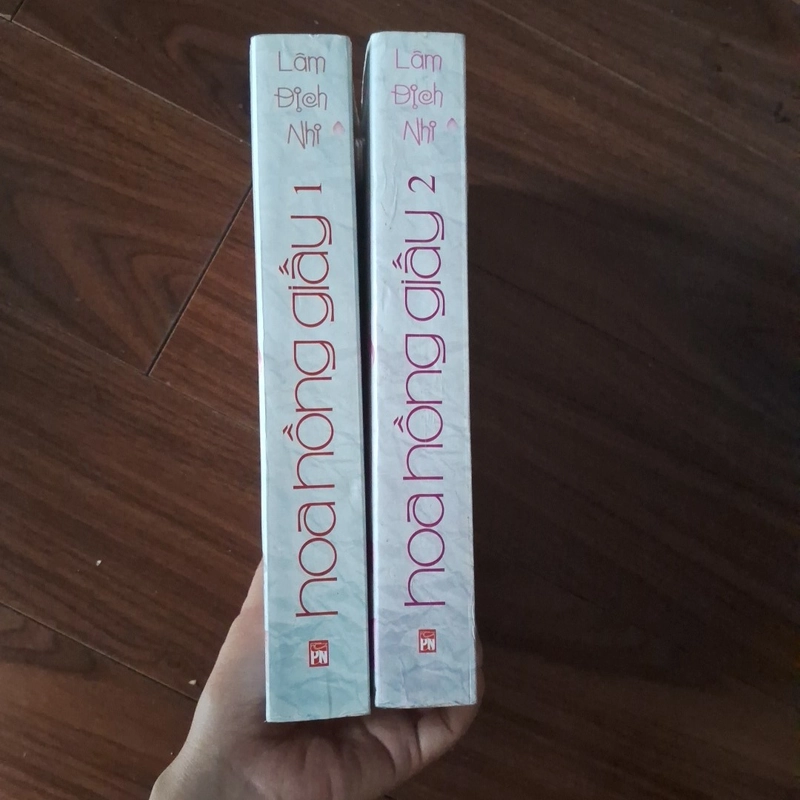 Lâm
Địch
Nhi
hoa hồng giấy 1
PN
Lâm
Địch
Nhi
hoa hồng giấy 2
PN